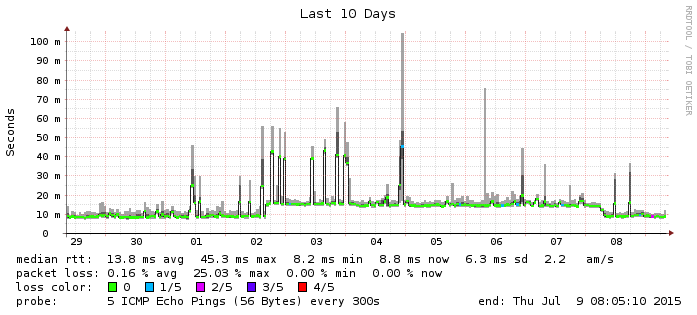 Last 10 Days
RRDTOOL / TOBI OETIKER
Seconds
100 m
90 m
80 m
70 m
60 m
50 m
40 m
30 m
20 m
10 m
0
29 30 01 02 03 04 05 06 07 08
median rtt: 13.8 ms avg 45.3 ms max 8.2 ms min 8.8 ms now 6.3 ms sd 2.2 am/s
packet loss: 0.16 % avg 25.03 % max 0.00 % min 0.00 % now
loss color: 0 1/5 2/5 3/5 4/5
probe: 5 ICMP Echo Pings (56 Bytes) every 300s end: Thu Jul 9 08:05:10 2015